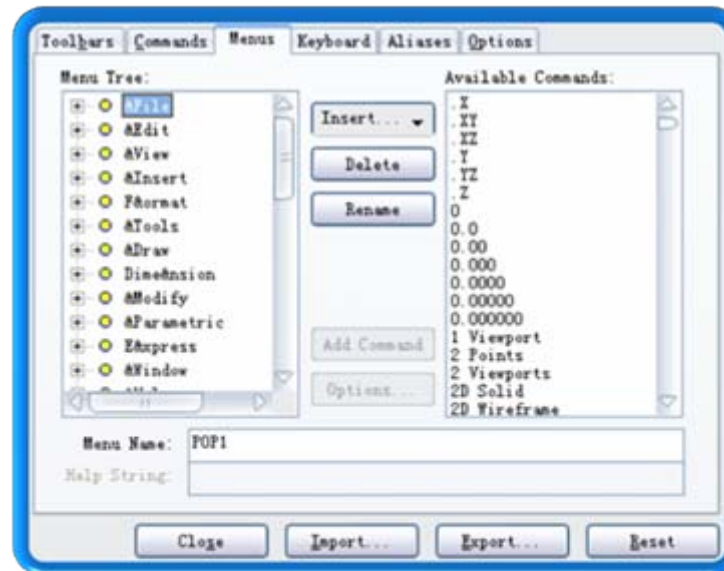 Toolbars Commands Menus Keyboard Aliases Options
Menu Tree:
&File
&Edit
&View
&Insert
F&ormat
&Tools
&Draw
Dime&nsion
&Modify
&Parametric
E&xpress
&Window
Insert...
Delete
Rename
Add Command
Options...
Available Commands:
.X
.XY
.XZ
.Y
.YZ
.Z
0
0.0
0.00
0.000
0.0000
0.00000
0.000000
1 Viewport
2 Points
2 Viewports
2D Solid
2D Wireframe
Menu Name: POP1
Help String:
Close Import... Export... Reset